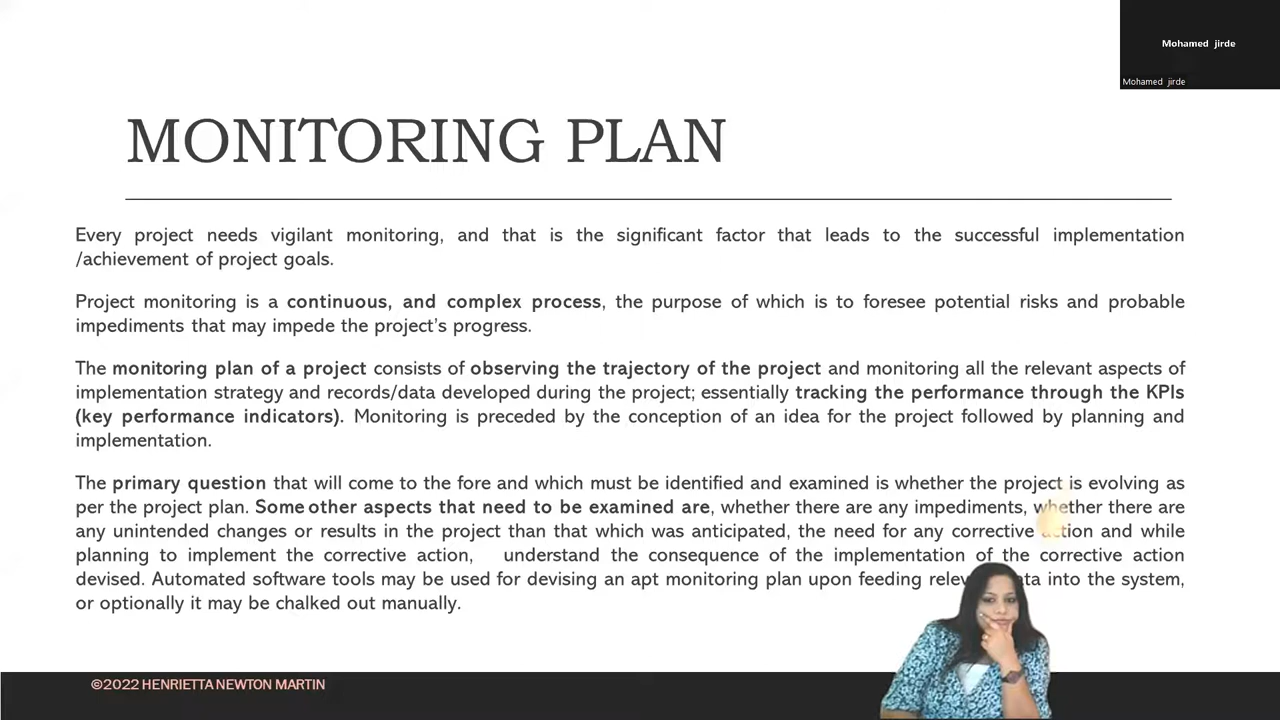 Mohamed jirde
Mohamed jirde
MONITORING PLAN
Every project needs vigilant monitoring, and that is the significant factor that leads to the successful implementation
/achievement of project goals.
Project monitoring is a continuous, and complex process, the purpose of which is to foresee potential risks and probable
impediments that may impede the project's progress.
The monitoring plan of a project consists of observing the trajectory of the project and monitoring all the relevant aspects of
implementation strategy and records/data developed during the project; essentially tracking the performance through the KPIs
(key performance indicators). Monitoring is preceded by the conception of an idea for the project followed by planning and
implementation.
The primary question that will come to the fore and which must be identified and examined is whether the project is evolving as
per the project plan. Some other aspects that need to be examined are, whether there are any impediments, whether there are
any unintended changes or results in the project than that which was anticipated, the need for any corrective action and while
planning to implement the corrective action, understand the consequence of the implementation of the corrective action
devised. Automated software tools may be used for devising an apt monitoring plan upon feeding into the system,
or optionally it may be chalked out manually.
©2022 HENRIETTA NEWTON MARTIN